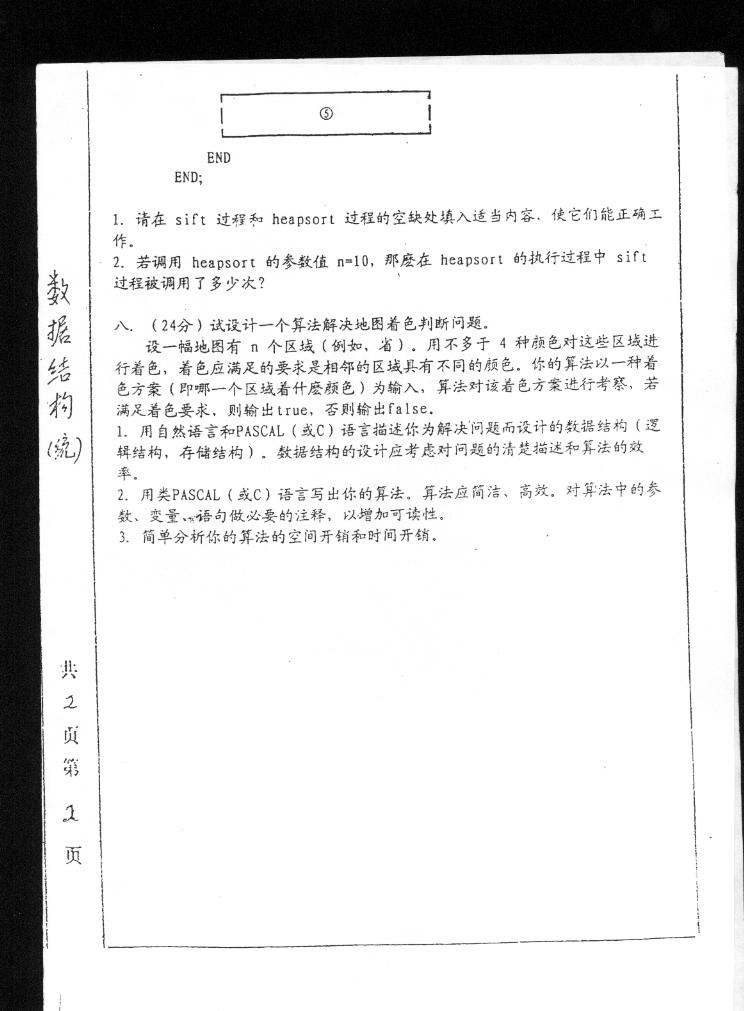 ⑤
END
END;
1. 请在 sift 过程和 heapsort 过程的空缺处填入适当内容、使它们能正确工
作。
2. 若调用 heapsort 的参数值 n=10, 那麽在 heapsort 的执行过程中 sift
过程被调用了多少次?
八. (24分)试设计一个算法解决地图着色判断问题。
设一幅地图有 n 个区域(例如, 省)。用不多于 4 种颜色对这些区域进
行着色, 着色应满足的要求是相邻的区域具有不同的颜色。你的算法以一种着
色方案(即哪一个区域着什麽颜色)为输入, 算法对该着色方案进行考察, 若
满足着色要求、则输出true, 否则输出false。
1. 用自然语言和PASCAL(或C)语言描述你为解决问题而设计的数据结构(逻
辑结构, 存储结构)。数据结构的设计应考虑对问题的清楚描述和算法的效
率。
2. 用类PASCAL(或C)语言写出你的算法。算法应简洁、高效。对算法中的参
数、变量、语句做必要的注释, 以增加可读性。
3. 简单分析你的算法的空间开销和时间开销。
数据结构
(统)
共2页第2页